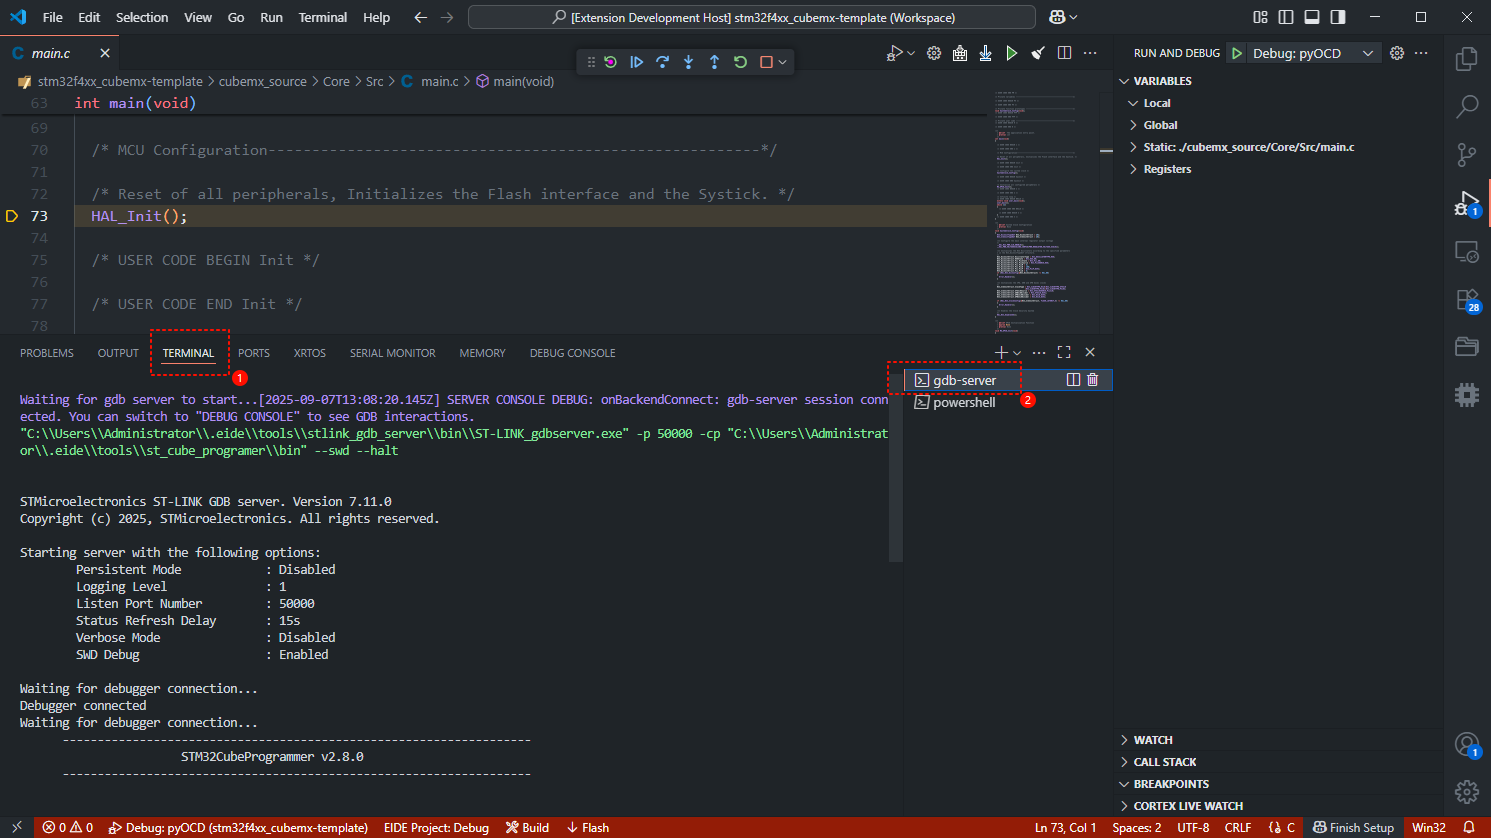 File Edit Selection View Go Run Terminal Help
[Extension Development Host] stm32f4xx_cubemx-template (Workspace)
main.c
stm32f4xx_cubemx-template > cubemx_source > Core > Src > C main.c > main(void)
63 int main(void)
69
70 /* MCU Configuration--------------------------------------------------------*/
71
72 /* Reset of all peripherals, Initializes the Flash interface and the Systick. */
73 HAL_Init();
74
75 /* USER CODE BEGIN Init */
76
77 /* USER CODE END Init */
78
PROBLEMS OUTPUT TERMINAL PORTS XRTOS SERIAL MONITOR MEMORY DEBUG CONSOLE
1
gdb-server
2
powershell
Waiting for gdb server to start...[2025-09-07T13:08:20.145Z] SERVER CONSOLE DEBUG: onBackendConnect: gdb-server session conn
ected. You can switch to "DEBUG CONSOLE" to see GDB interactions.
"C:\\Users\\Administrator\\.eide\\tools\\stlink_gdb_server\\bin\\ST-LINK_gdbserver.exe" -p 50000 -cp "C:\\Users\\Administrat
or\\.eide\\tools\\st_cube_programer\\bin" --swd --halt
STMicroelectronics ST-LINK GDB server. Version 7.11.0
Copyright (c) 2025, STMicroelectronics. All rights reserved.
Starting server with the following options:
Persistent Mode : Disabled
Logging Level : 1
Listen Port Number : 50000
Status Refresh Delay : 15s
Verbose Mode : Disabled
SWD Debug : Enabled
Waiting for debugger connection...
Debugger connected
Waiting for debugger connection...
-------------------------------------------------------------------
STM32CubeProgrammer v2.8.0
-------------------------------------------------------------------
RUN AND DEBUG Debug: pyOCD
VARIABLES
Local
Global
Static: ./cubemx_source/Core/Src/main.c
Registers
WATCH
CALL STACK
BREAKPOINTS
CORTEX LIVE WATCH
1
28
1
0 0 Debug: pyOCD (stm32f4xx_cubemx-template) EIDE Project: Debug Build Flash
Ln 73, Col 1 Spaces: 2 UTF-8 CRLF {} C Finish Setup Win32